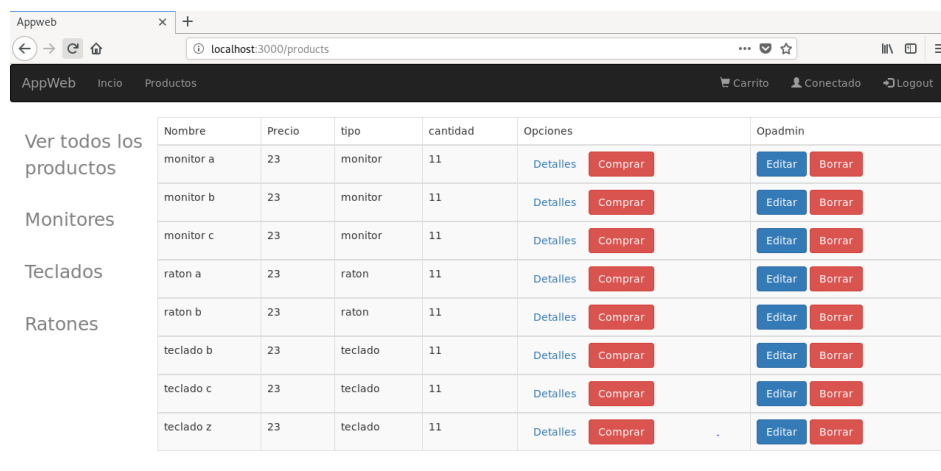 Appweb
localhost:3000/products
AppWeb Incio Productos Carrito Conectado Logout
Ver todos los
productos
Monitores
Teclados
Ratones
Nombre Precio tipo cantidad Opciones Opadmin
monitor a 23 monitor 11 Detalles Comprar Editar Borrar
monitor b 23 monitor 11 Detalles Comprar Editar Borrar
monitor c 23 monitor 11 Detalles Comprar Editar Borrar
raton a 23 raton 11 Detalles Comprar Editar Borrar
raton b 23 raton 11 Detalles Comprar Editar Borrar
teclado b 23 teclado 11 Detalles Comprar Editar Borrar
teclado c 23 teclado 11 Detalles Comprar Editar Borrar
teclado z 23 teclado 11 Detalles Comprar Editar Borrar